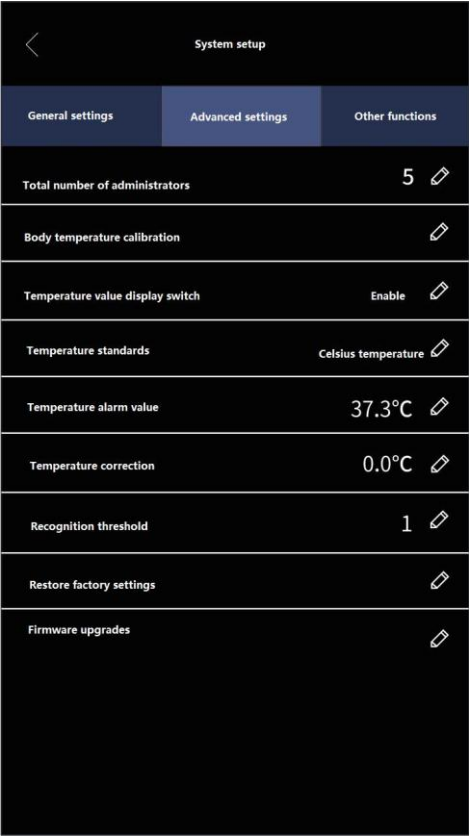 System setup
General settings Advanced settings Other functions
Total number of administrators 5
Body temperature calibration
Temperature value display switch Enable
Temperature standards Celsius temperature
Temperature alarm value 37.3°C
Temperature correction 0.0°C
Recognition threshold 1
Restore factory settings
Firmware upgrades